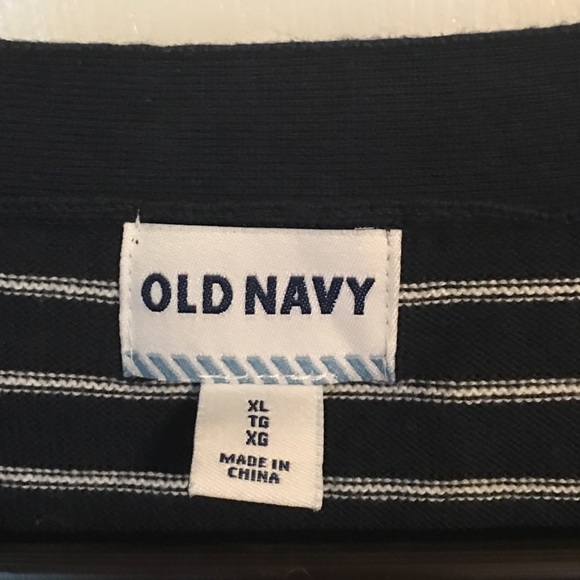 OLD NAVY
XL
TG
XG
MADE IN
CHINA